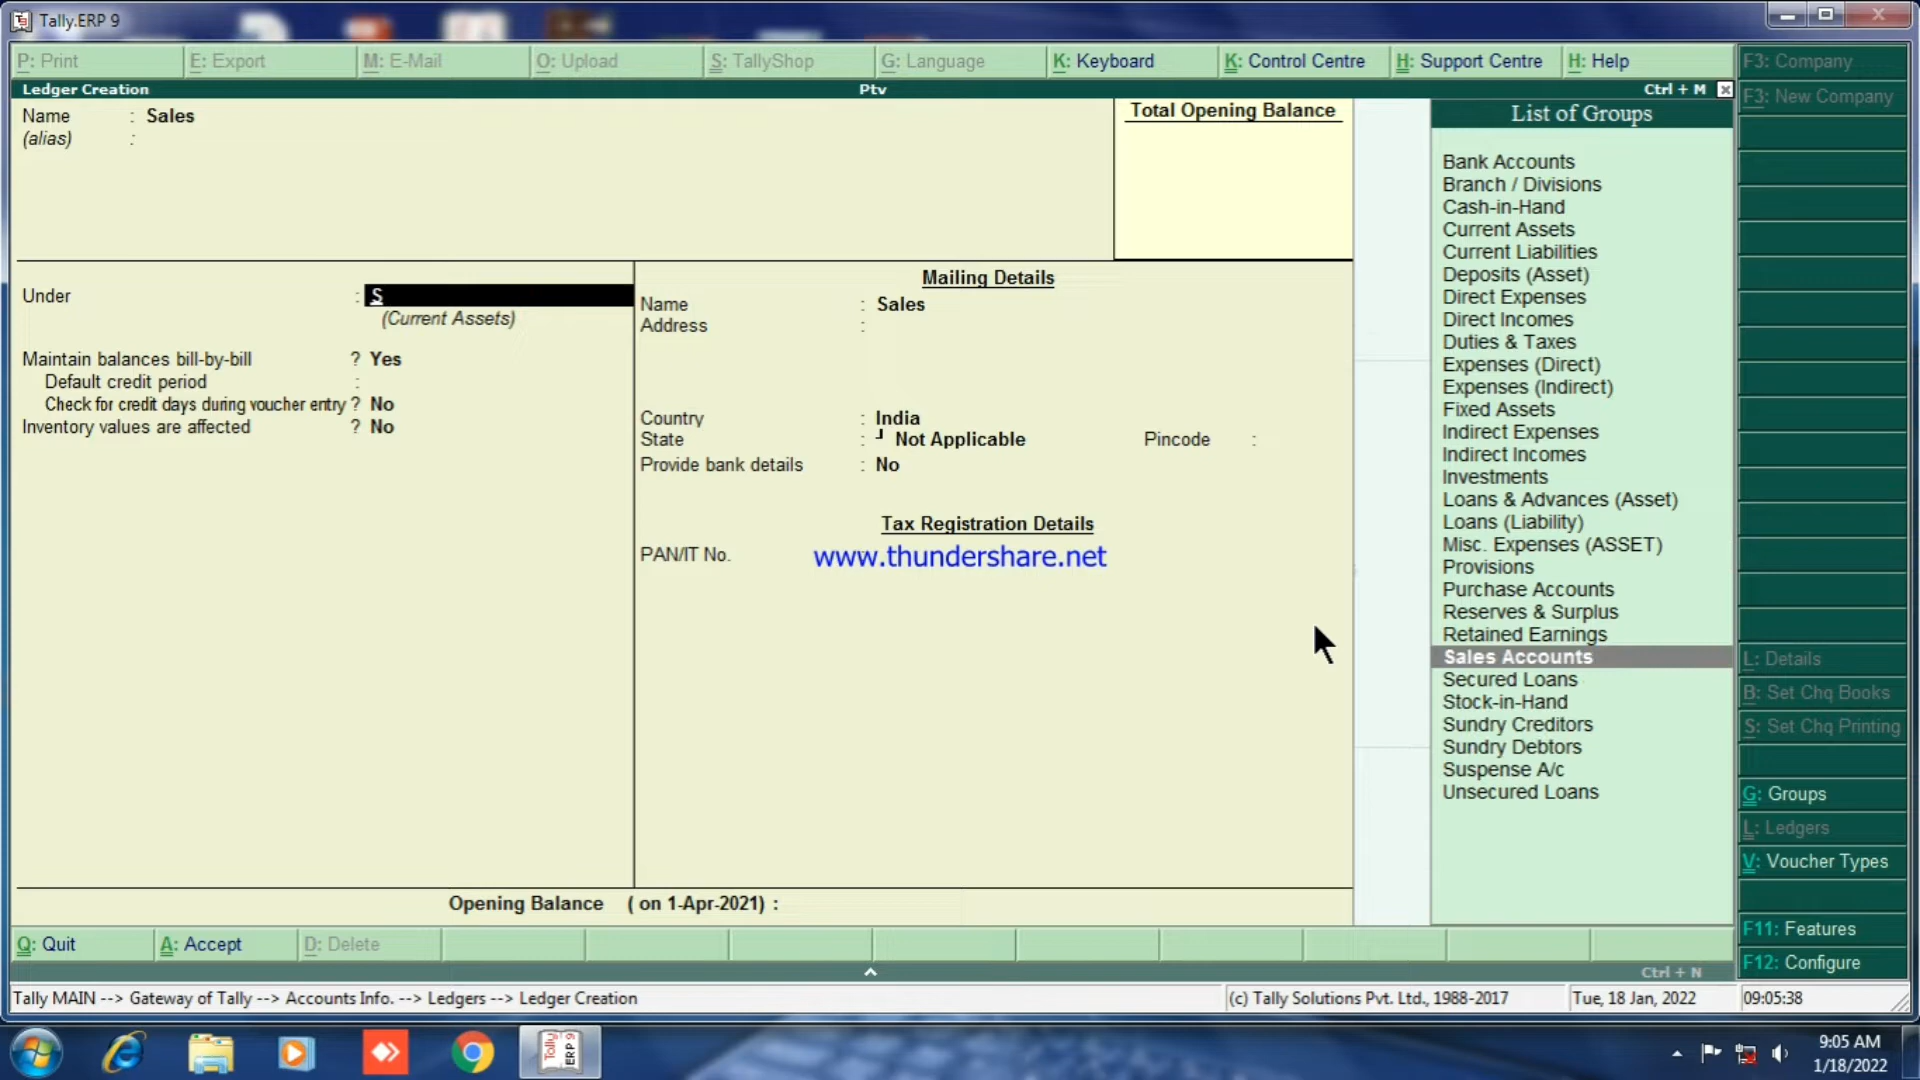 Tally.ERP 9
P: Print
E: Export
M: E-Mail
O: Upload
S: TallyShop
G: Language
K: Keyboard
K: Control Centre
H: Support Centre
H: Help
F3: Company
F3: New Company
Ledger Creation
Ptv
Ctrl + M
Name : Sales
(alias) :
Total Opening Balance
Under : S
(Current Assets)
Maintain balances bill-by-bill ? Yes
Default credit period :
Check for credit days during voucher entry ? No
Inventory values are affected ? No
Mailing Details
Name : Sales
Address :
Country : India
State : Not Applicable
Pincode :
Provide bank details : No
Tax Registration Details
PAN/IT No.
www.thundershare.net
Opening Balance ( on 1-Apr-2021) :
List of Groups
Bank Accounts
Branch / Divisions
Cash-in-Hand
Current Assets
Current Liabilities
Deposits (Asset)
Direct Expenses
Direct Incomes
Duties & Taxes
Expenses (Direct)
Expenses (Indirect)
Fixed Assets
Indirect Expenses
Indirect Incomes
Investments
Loans & Advances (Asset)
Loans (Liability)
Misc. Expenses (ASSET)
Provisions
Purchase Accounts
Reserves & Surplus
Retained Earnings
Sales Accounts
Secured Loans
Stock-in-Hand
Sundry Creditors
Sundry Debtors
Suspense A/c
Unsecured Loans
L: Details
B: Set Chq Books
S: Set Chq Printing
G: Groups
L: Ledgers
V: Voucher Types
F11: Features
F12: Configure
Q: Quit
A: Accept
D: Delete
Ctrl + N
Tally MAIN --> Gateway of Tally --> Accounts Info. --> Ledgers --> Ledger Creation
(c) Tally Solutions Pvt. Ltd., 1988-2017
Tue, 18 Jan, 2022
09:05:38
Tally
ERP 9
9:05 AM
1/18/2022